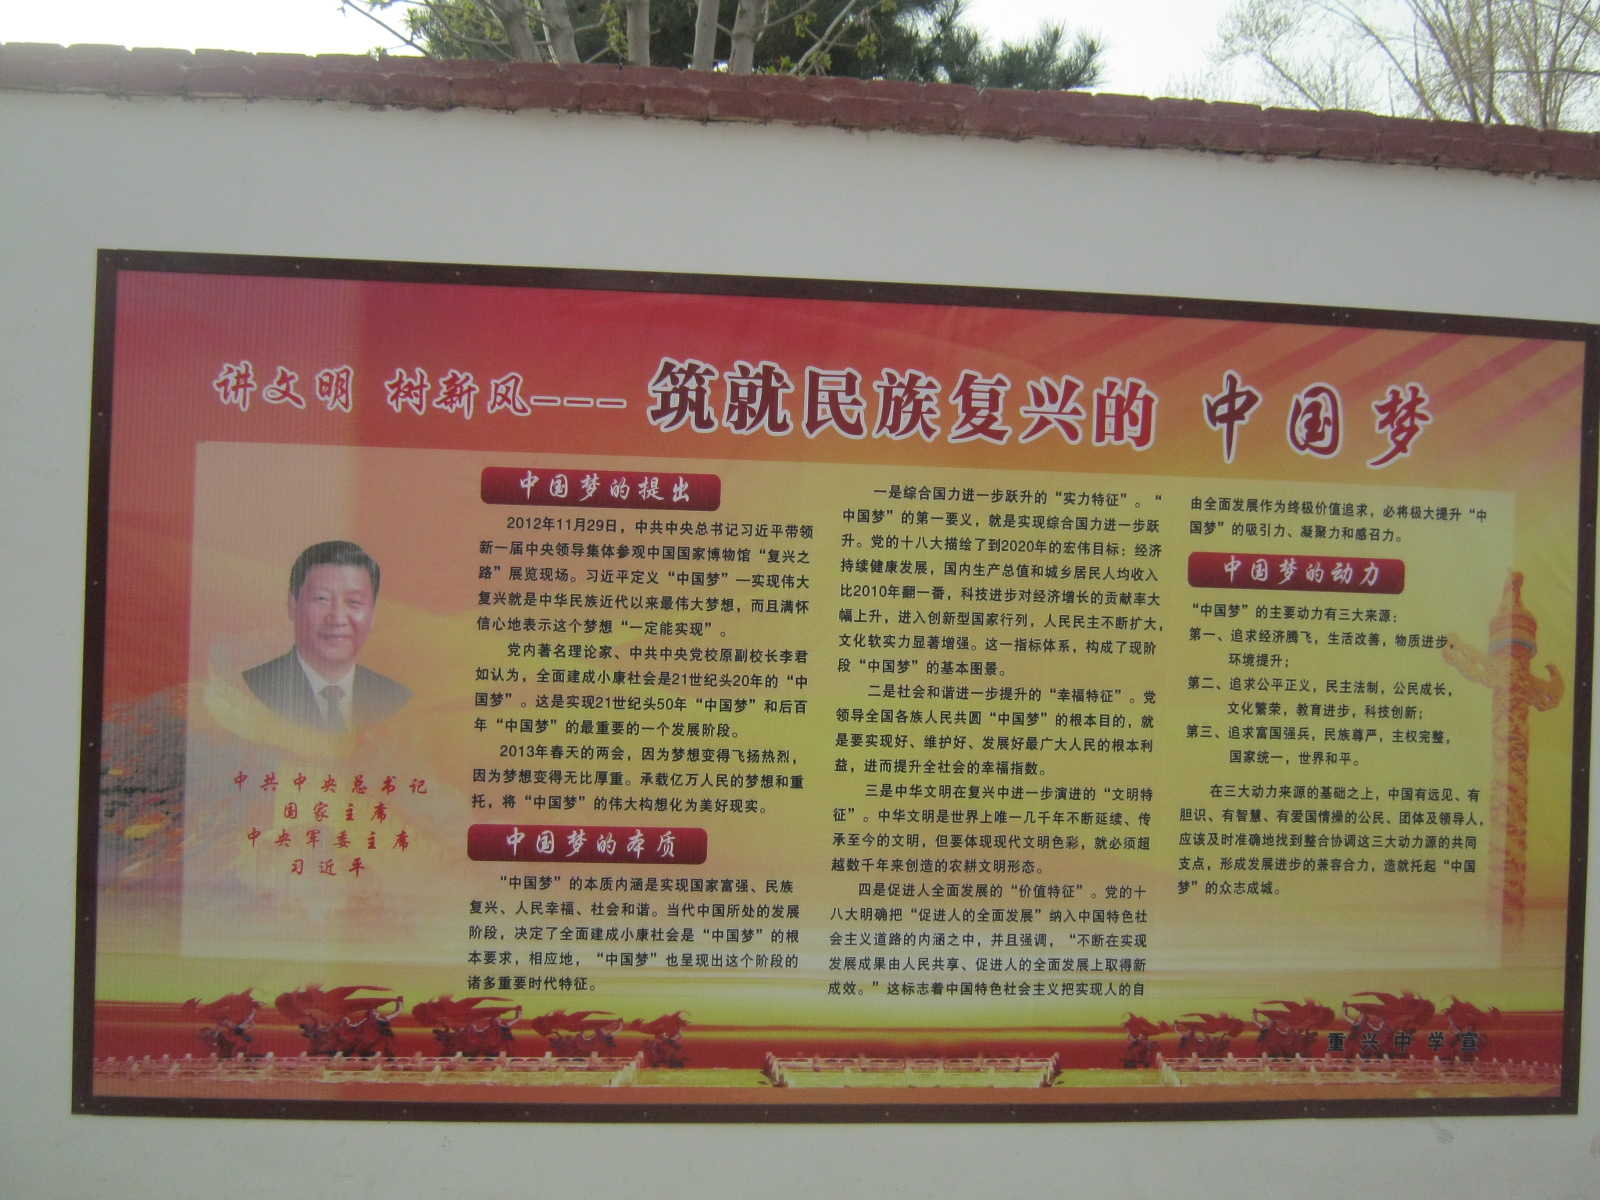 讲文明 树新风--- 筑就民族复兴的 中国梦
中共中央总书记
国家主席
中央军委主席
习近平
中国梦的提出
2012年11月29日，中共中央总书记习近平带领
新一届中央领导集体参观中国国家博物馆“复兴之
路”展览现场。习近平定义“中国梦”—实现伟大
复兴就是中华民族近代以来最伟大梦想，而且满怀
信心地表示这个梦想“一定能实现”。
党内著名理论家、中共中央党校原副校长李君
如认为，全面建成小康社会是21世纪头20年的“中
国梦”。这是实现21世纪头50年“中国梦”和后百
年“中国梦”的最重要的一个发展阶段。
2013年春天的两会，因为梦想变得飞扬热烈，
因为梦想变得无比厚重。承载亿万人民的梦想和重
托，将“中国梦”的伟大构想化为美好现实。
中国梦的本质
“中国梦”的本质内涵是实现国家富强、民族
复兴、人民幸福、社会和谐。当代中国所处的发展
阶段，决定了全面建成小康社会是“中国梦”的根
本要求，相应地，“中国梦”也呈现出这个阶段的
诸多重要时代特征。
一是综合国力进一步跃升的“实力特征”。“
中国梦”的第一要义，就是实现综合国力进一步跃
升。党的十八大描绘了到2020年的宏伟目标：经济
持续健康发展，国内生产总值和城乡居民人均收入
比2010年翻一番，科技进步对经济增长的贡献率大
幅上升，进入创新型国家行列，人民民主不断扩大，
文化软实力显著增强。这一指标体系，构成了现阶
段“中国梦”的基本图景。
二是社会和谐进一步提升的“幸福特征”。党
领导全国各族人民共圆“中国梦”的根本目的，就
是要实现好、维护好、发展好最广大人民的根本利
益，进而提升全社会的幸福指数。
三是中华文明在复兴中进一步演进的“文明特
征”。中华文明是世界上唯一几千年不断延续、传
承至今的文明，但要体现现代文明色彩，就必须超
越数千年来创造的农耕文明形态。
四是促进人全面发展的“价值特征”。党的十
八大明确把“促进人的全面发展”纳入中国特色社
会主义道路的内涵之中，并且强调，“不断在实现
发展成果由人民共享、促进人的全面发展上取得新
成效。”这标志着中国特色社会主义把实现人的自
由全面发展作为终极价值追求，必将极大提升“中
国梦”的吸引力、凝聚力和感召力。
中国梦的动力
“中国梦”的主要动力有三大来源：
第一、追求经济腾飞，生活改善，物质进步，
环境提升；
第二、追求公平正义，民主法制，公民成长，
文化繁荣，教育进步，科技创新；
第三、追求富国强兵，民族尊严，主权完整，
国家统一，世界和平。
在三大动力来源的基础之上，中国有远见、有
胆识、有智慧、有爱国情操的公民、团体及领导人，
应该及时准确地找到整合协调这三大动力源的共同
支点，形成发展进步的兼容合力，造就托起“中国
梦”的众志成城。
重兴中学宣